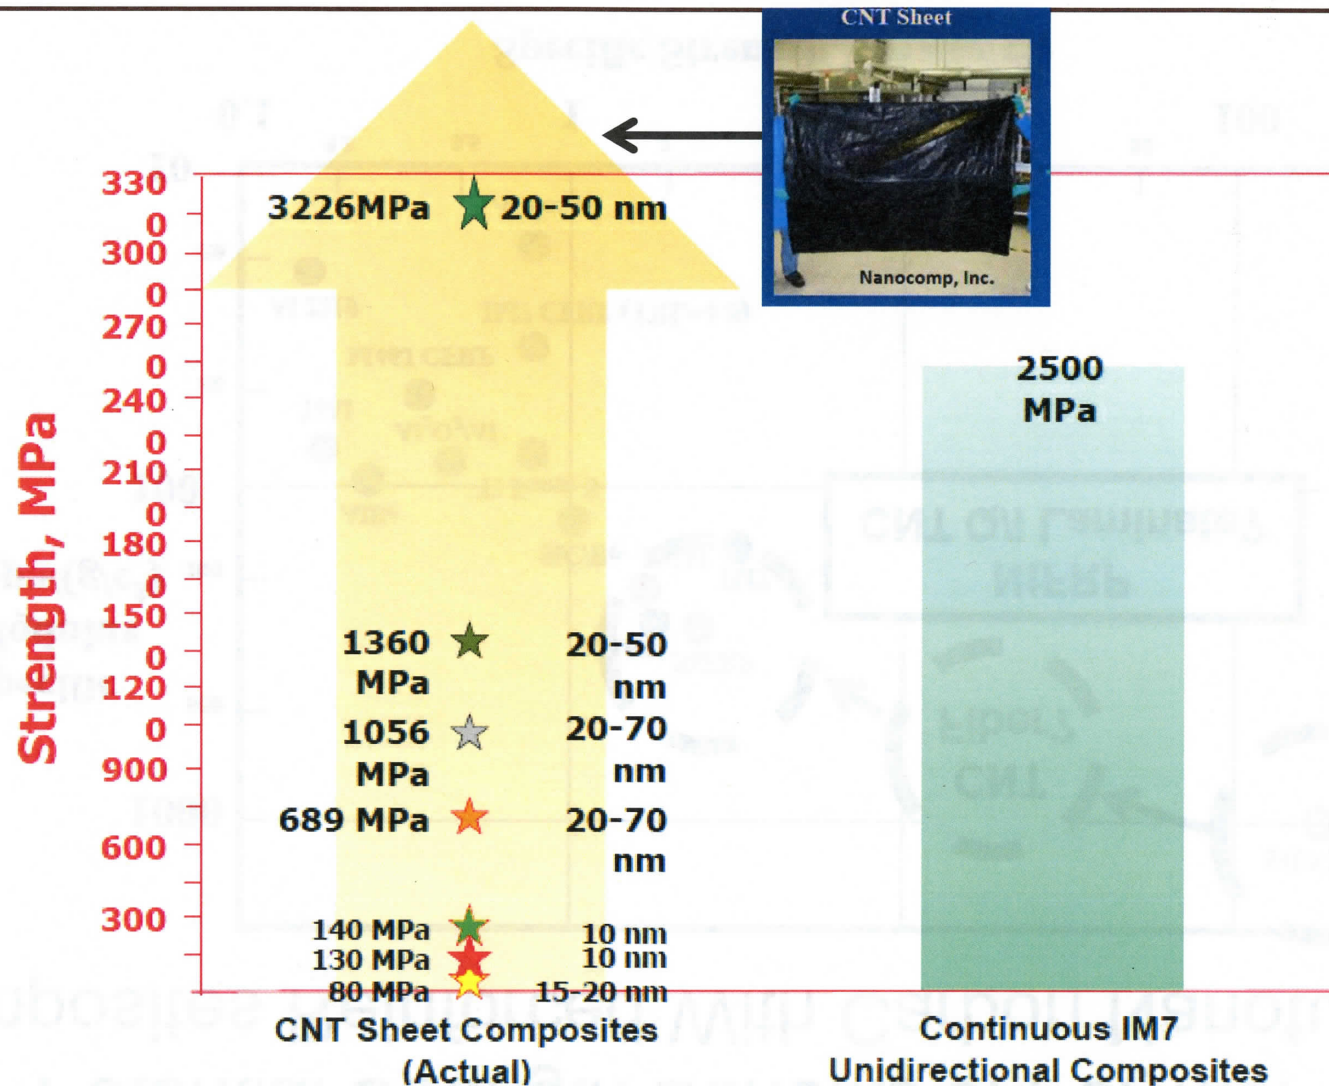 CNT Sheet
Nanocomp, Inc.
Strength, MPa
330
0
300
0
270
0
240
0
210
0
180
0
150
0
120
0
900
600
300
3226MPa 20-50 nm
1360 20-50
MPa nm
1056 20-70
MPa nm
689 MPa 20-70
nm
140 MPa 10 nm
130 MPa 10 nm
80 MPa 15-20 nm
2500
MPa
CNT Sheet Composites
(Actual)
Continuous IM7
Unidirectional Composites